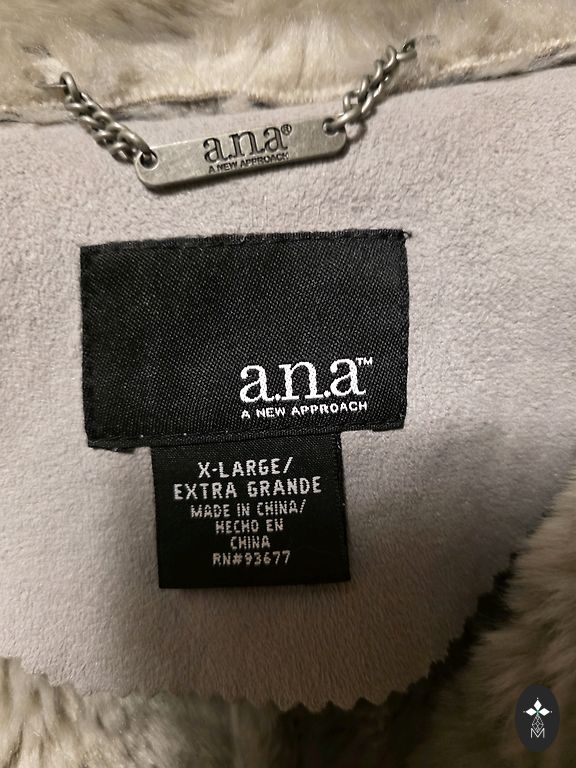 a.n.a®
A NEW APPROACH
a.n.a™
A NEW APPROACH
X-LARGE/
EXTRA GRANDE
MADE IN CHINA/
HECHO EN
CHINA
RN#93677
M